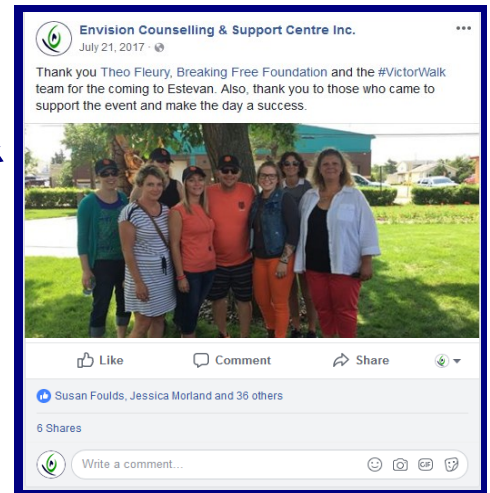 Envision Counselling & Support Centre Inc.
July 21, 2017 ·
Thank you Theo Fleury, Breaking Free Foundation and the #VictorWalk
team for the coming to Estevan. Also, thank you to those who came to
support the event and make the day a success.
Like Comment Share
Susan Foulds, Jessica Morland and 36 others
6 Shares
Write a comment...
GIF